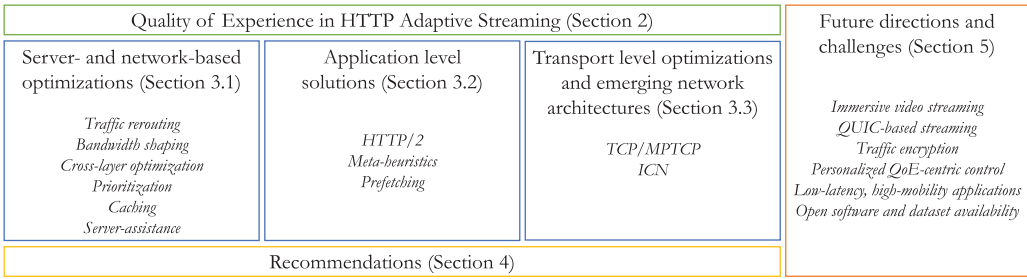 Quality of Experience in HTTP Adaptive Streaming (Section 2)
Server- and network-based
optimizations (Section 3.1)
Traffic rerouting
Bandwidth shaping
Cross-layer optimization
Prioritization
Caching
Server-assistance
Application level
solutions (Section 3.2)
HTTP/2
Meta-heuristics
Prefetching
Transport level optimizations
and emerging network
architectures (Section 3.3)
TCP/MPTCP
ICN
Recommendations (Section 4)
Future directions and
challenges (Section 5)
Immersive video streaming
QUIC-based streaming
Traffic encryption
Personalized QoE-centric control
Low-latency, high-mobility applications
Open software and dataset availability